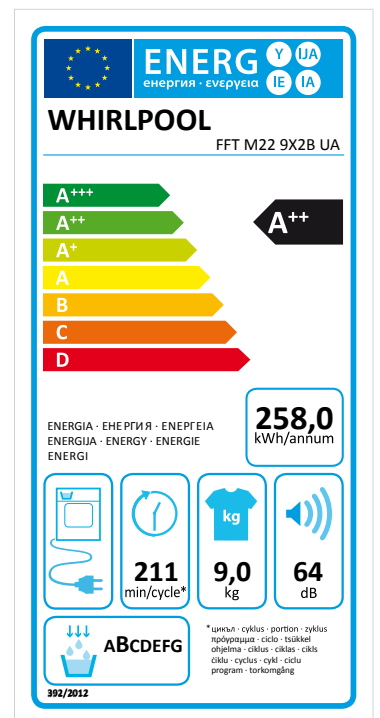 ENERG Y IJA
енергия · ενεργεια IE IA
WHIRLPOOL
FFT M22 9X2B UA
A+++
A++
A++
A+
A
B
C
D
ENERGIA · ЕНЕРГИЯ · ΕΝΕΡΓΕΙΑ
ENERGIJA · ENERGY · ENERGIE
ENERGI
258,0
kWh/annum
211
min/cycle*
kg
9,0
kg
64
dB
ABCDEFG
*цикъл · cyklus · portion · zyklus
πρόγραμμα · ciclo · tsükkel
ohjelma · ciklus · ciklas · cikls
ċiklu · cyclus · cykl · ciclu
program · torkomgång
392/2012